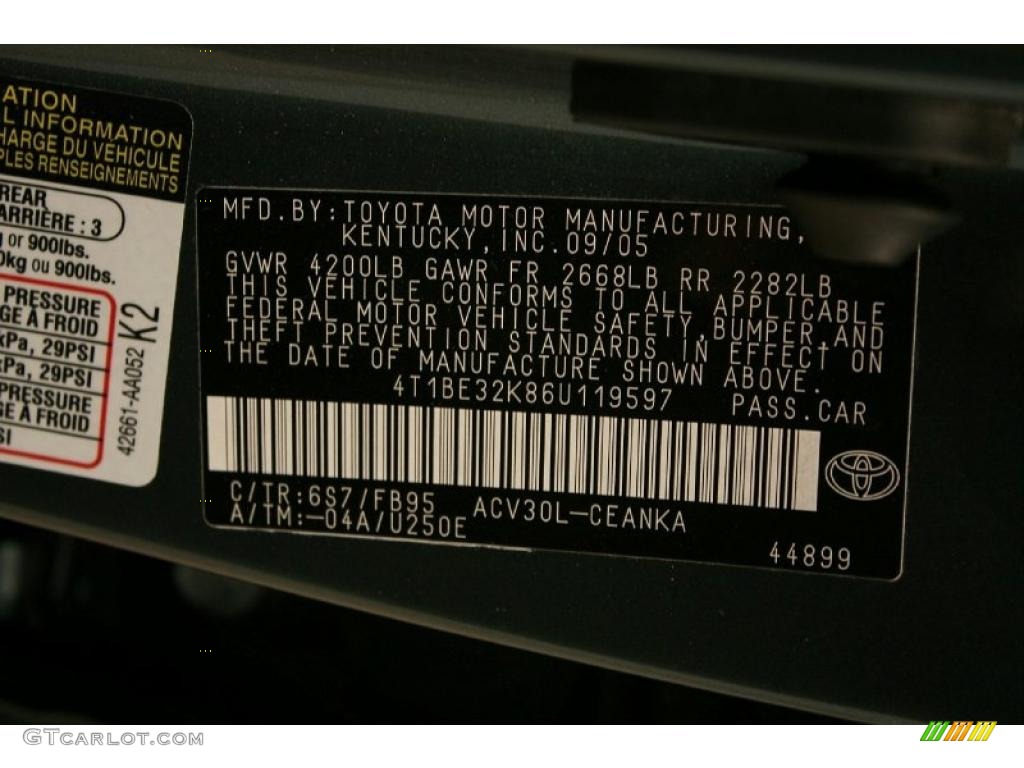 ATION
L INFORMATION
HARGE DU VÉHICULE
PLES RENSEIGNEMENTS
REAR
ARRIÈRE : 3
g or 900lbs.
0kg ou 900lbs.
PRESSURE
GE À FROID
kPa, 29PSI
kPa, 29PSI
PRESSURE
GE À FROID
SI
42661-AA052 K2
MFD.BY:TOYOTA MOTOR MANUFACTURING,
KENTUCKY,INC.09/05
GVWR 4200LB GAWR FR 2668LB RR 2282LB
THIS VEHICLE CONFORMS TO ALL APPLICABLE
FEDERAL MOTOR VEHICLE SAFETY,BUMPER,AND
THEFT PREVENTION STANDARDS IN EFFECT ON
THE DATE OF MANUFACTURE SHOWN ABOVE.
4T1BE32K86U119597 PASS.CAR
C/TR:6S7/FB95 ACV30L-CEANKA
A/TM:-04A/U250E
44899
GTCarLot.com